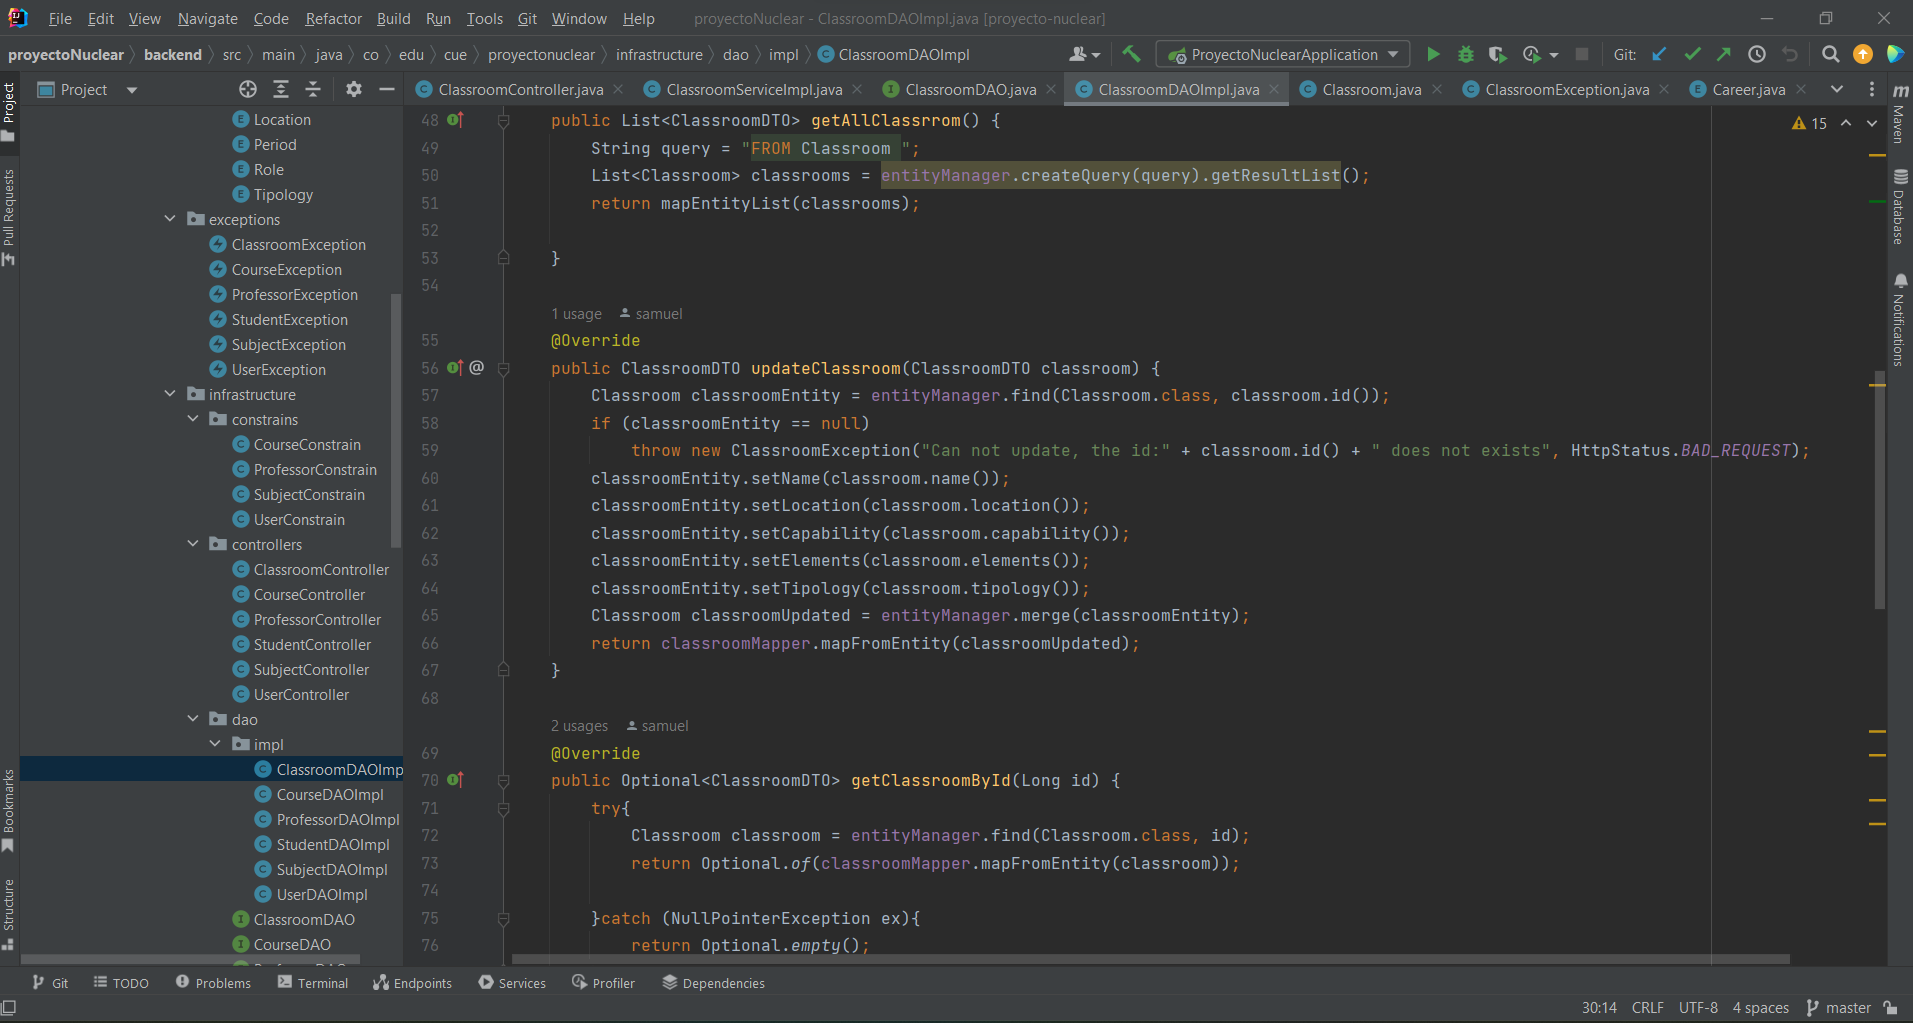 File Edit View Navigate Code Refactor Build Run Tools Git Window Help proyectoNuclear - ClassroomDAOImpl.java [proyecto-nuclear]
proyectoNuclear backend src main java co edu cue proyectonuclear infrastructure dao impl ClassroomDAOImpl ProyectoNuclearApplication Git:
Project
ClassroomController.java ClassroomServiceImpl.java ClassroomDAO.java ClassroomDAOImpl.java Classroom.java ClassroomException.java Career.java
Project
Pull Requests
Bookmarks
Structure
Location
Period
Role
Tipology
exceptions
ClassroomException
CourseException
ProfessorException
StudentException
SubjectException
UserException
infrastructure
constrains
CourseConstrain
ProfessorConstrain
SubjectConstrain
UserConstrain
controllers
ClassroomController
CourseController
ProfessorController
StudentController
SubjectController
UserController
dao
impl
ClassroomDAOImp
CourseDAOImpl
ProfessorDAOImpl
StudentDAOImpl
SubjectDAOImpl
UserDAOImpl
ClassroomDAO
CourseDAO
15
48 public List<ClassroomDTO> getAllClassrrom() {
49 String query = "FROM Classroom ";
50 List<Classroom> classrooms = entityManager.createQuery(query).getResultList();
51 return mapEntityList(classrooms);
52
53 }
54
1 usage samuel
55 @Override
56 @ public ClassroomDTO updateClassroom(ClassroomDTO classroom) {
57 Classroom classroomEntity = entityManager.find(Classroom.class, classroom.id());
58 if (classroomEntity == null)
59 throw new ClassroomException("Can not update, the id:" + classroom.id() + " does not exists", HttpStatus.BAD_REQUEST);
60 classroomEntity.setName(classroom.name());
61 classroomEntity.setLocation(classroom.location());
62 classroomEntity.setCapability(classroom.capability());
63 classroomEntity.setElements(classroom.elements());
64 classroomEntity.setTipology(classroom.tipology());
65 Classroom classroomUpdated = entityManager.merge(classroomEntity);
66 return classroomMapper.mapFromEntity(classroomUpdated);
67 }
68
2 usages samuel
69 @Override
70 public Optional<ClassroomDTO> getClassroomById(Long id) {
71 try{
72 Classroom classroom = entityManager.find(Classroom.class, id);
73 return Optional.of(classroomMapper.mapFromEntity(classroom));
74
75 }catch (NullPointerException ex){
76 return Optional.empty();
Maven
Database
Notifications
Git TODO Problems Terminal Endpoints Services Profiler Dependencies
30:14 CRLF UTF-8 4 spaces master